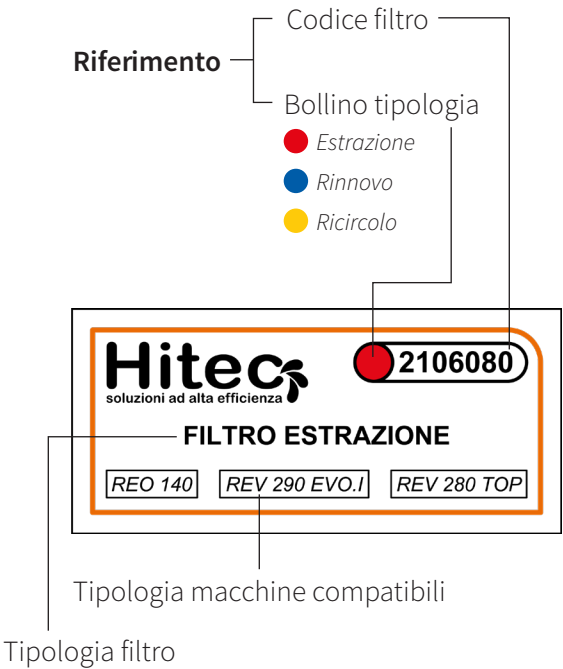 Codice filtro
Riferimento
Bollino tipologia
Estrazione
Rinnovo
Ricircolo
Hitec
soluzioni ad alta efficienza
2106080
FILTRO ESTRAZIONE
REO 140 REV 290 EVO.I REV 280 TOP
Tipologia macchine compatibili
Tipologia filtro